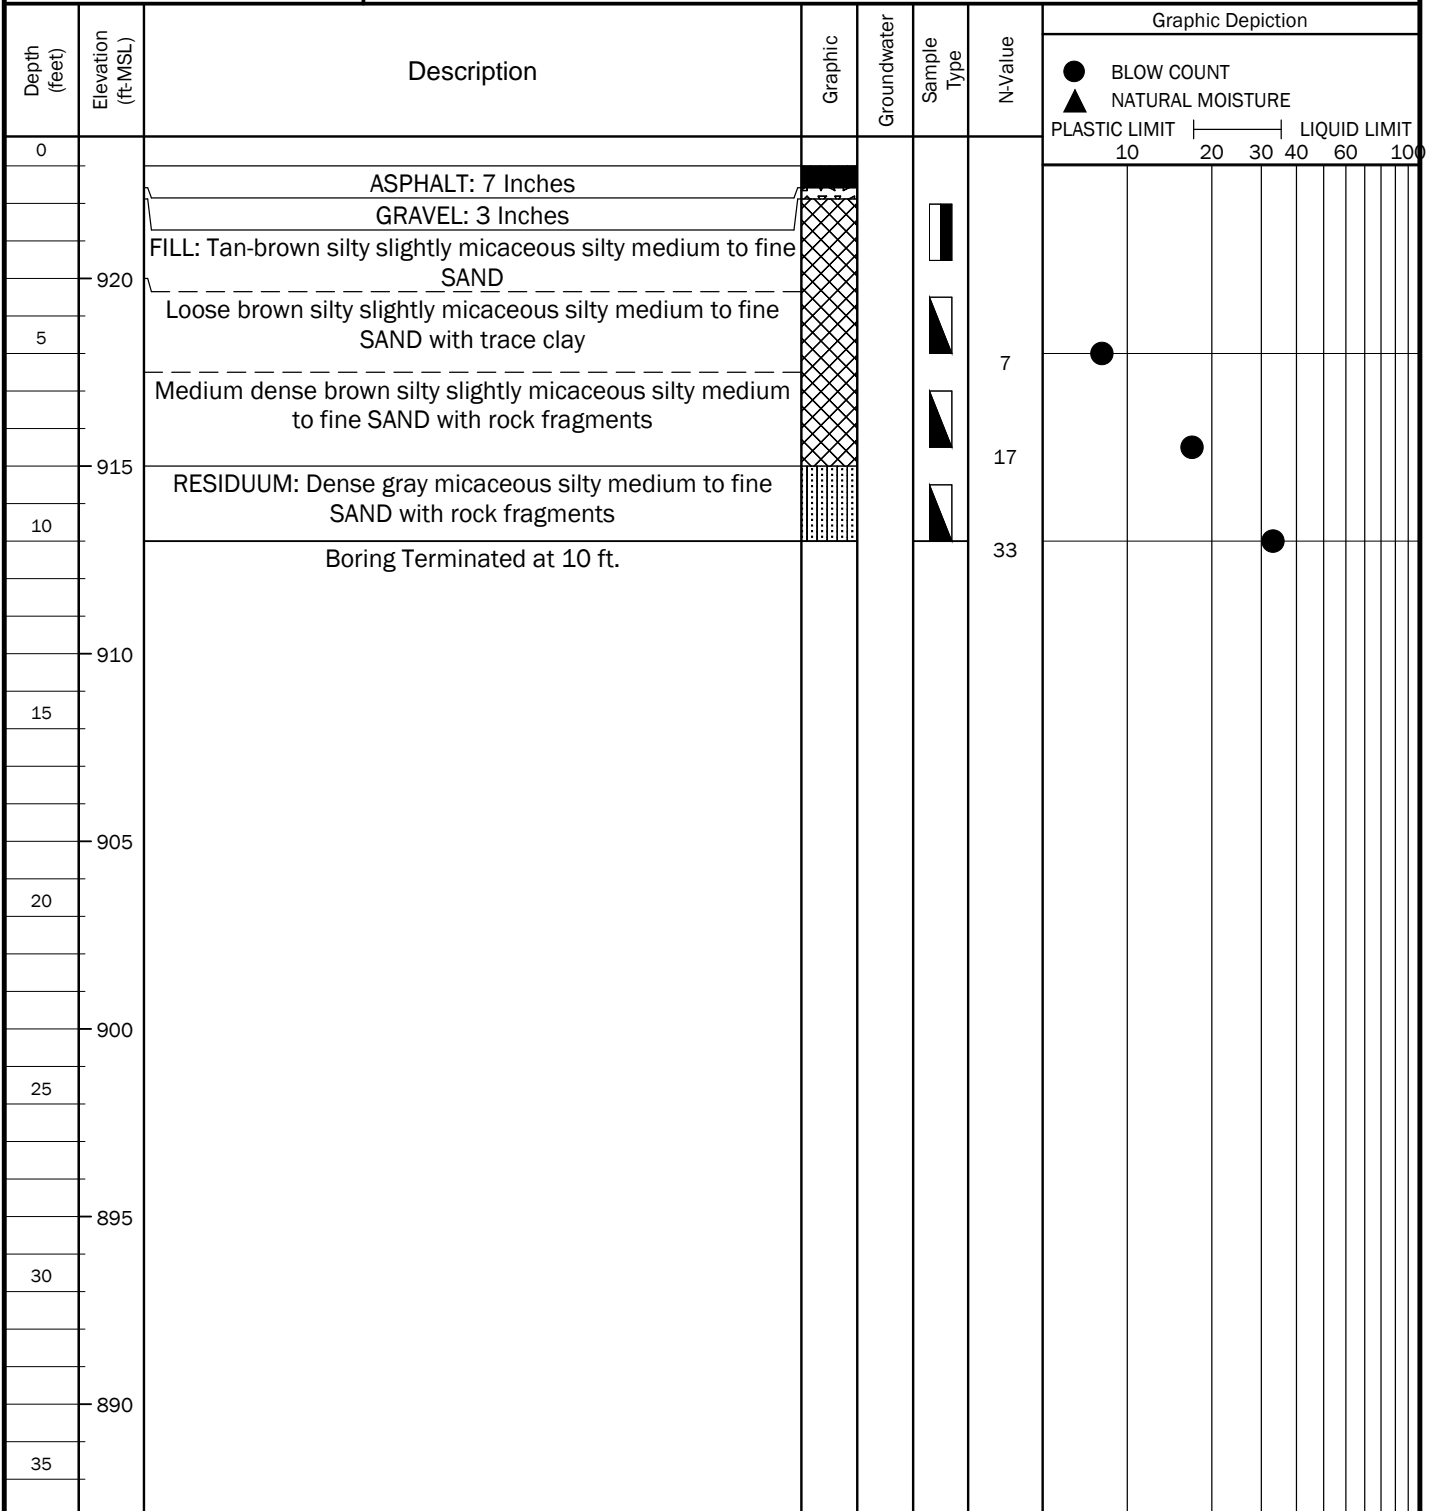 Depth
(feet)
Elevation
(ft-MSL)
Description
Graphic
Groundwater
Sample
Type
N-Value
Graphic Depiction
BLOW COUNT
NATURAL MOISTURE
PLASTIC LIMIT LIQUID LIMIT
10 20 30 40 60 100
0
ASPHALT: 7 Inches
GRAVEL: 3 Inches
FILL: Tan-brown silty slightly micaceous silty medium to fine
SAND
920
Loose brown silty slightly micaceous silty medium to fine
SAND with trace clay
5
7
Medium dense brown silty slightly micaceous silty medium
to fine SAND with rock fragments
17
915
RESIDUUM: Dense gray micaceous silty medium to fine
SAND with rock fragments
10
33
Boring Terminated at 10 ft.
910
15
905
20
900
25
895
30
890
35